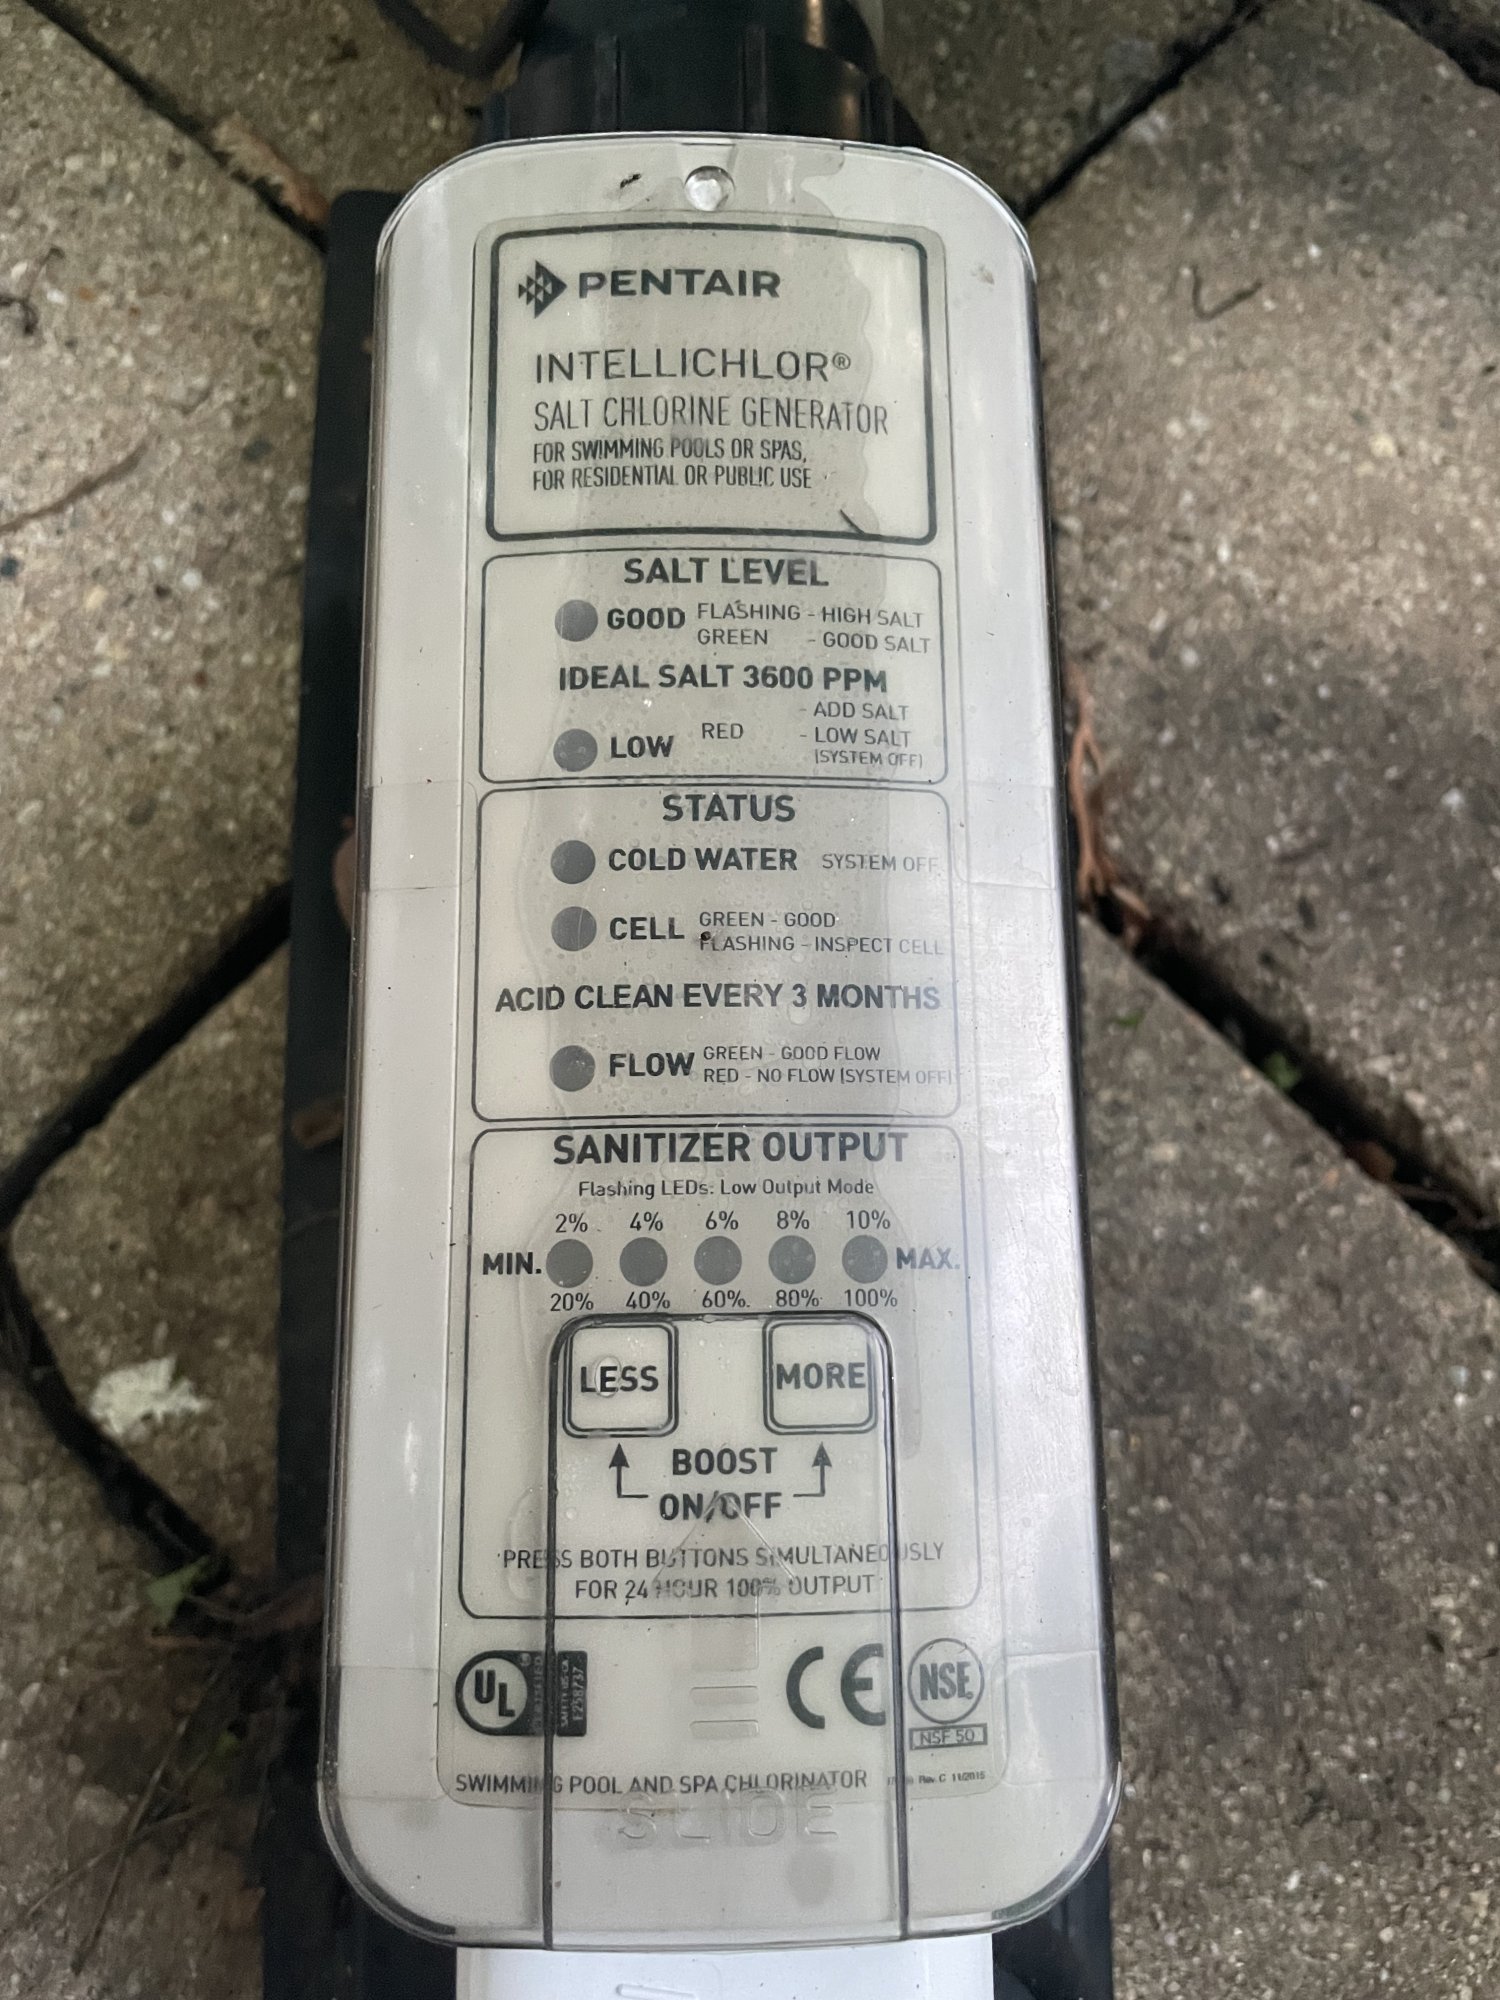 PENTAIR
INTELLICHLOR®
SALT CHLORINE GENERATOR
FOR SWIMMING POOLS OR SPAS,
FOR RESIDENTIAL OR PUBLIC USE
SALT LEVEL
GOOD FLASHING - HIGH SALT
GREEN - GOOD SALT
IDEAL SALT 3600 PPM
- ADD SALT
LOW RED - LOW SALT
(SYSTEM OFF)
STATUS
COLD WATER SYSTEM OFF
CELL GREEN - GOOD
FLASHING - INSPECT CELL
ACID CLEAN EVERY 3 MONTHS
FLOW GREEN - GOOD FLOW
RED - NO FLOW (SYSTEM OFF)
SANITIZER OUTPUT
Flashing LEDs: Low Output Mode
2% 4% 6% 8% 10%
MIN. MAX.
20% 40% 60% 80% 100%
LESS MORE
BOOST
ON/OFF
PRESS BOTH BUTTONS SIMULTANEOUSLY
FOR 24 HOUR 100% OUTPUT
UL E258737 CE NSF
NSF 50
SWIMMING POOL AND SPA CHLORINATOR Rev. C 11/2015
SLIDE